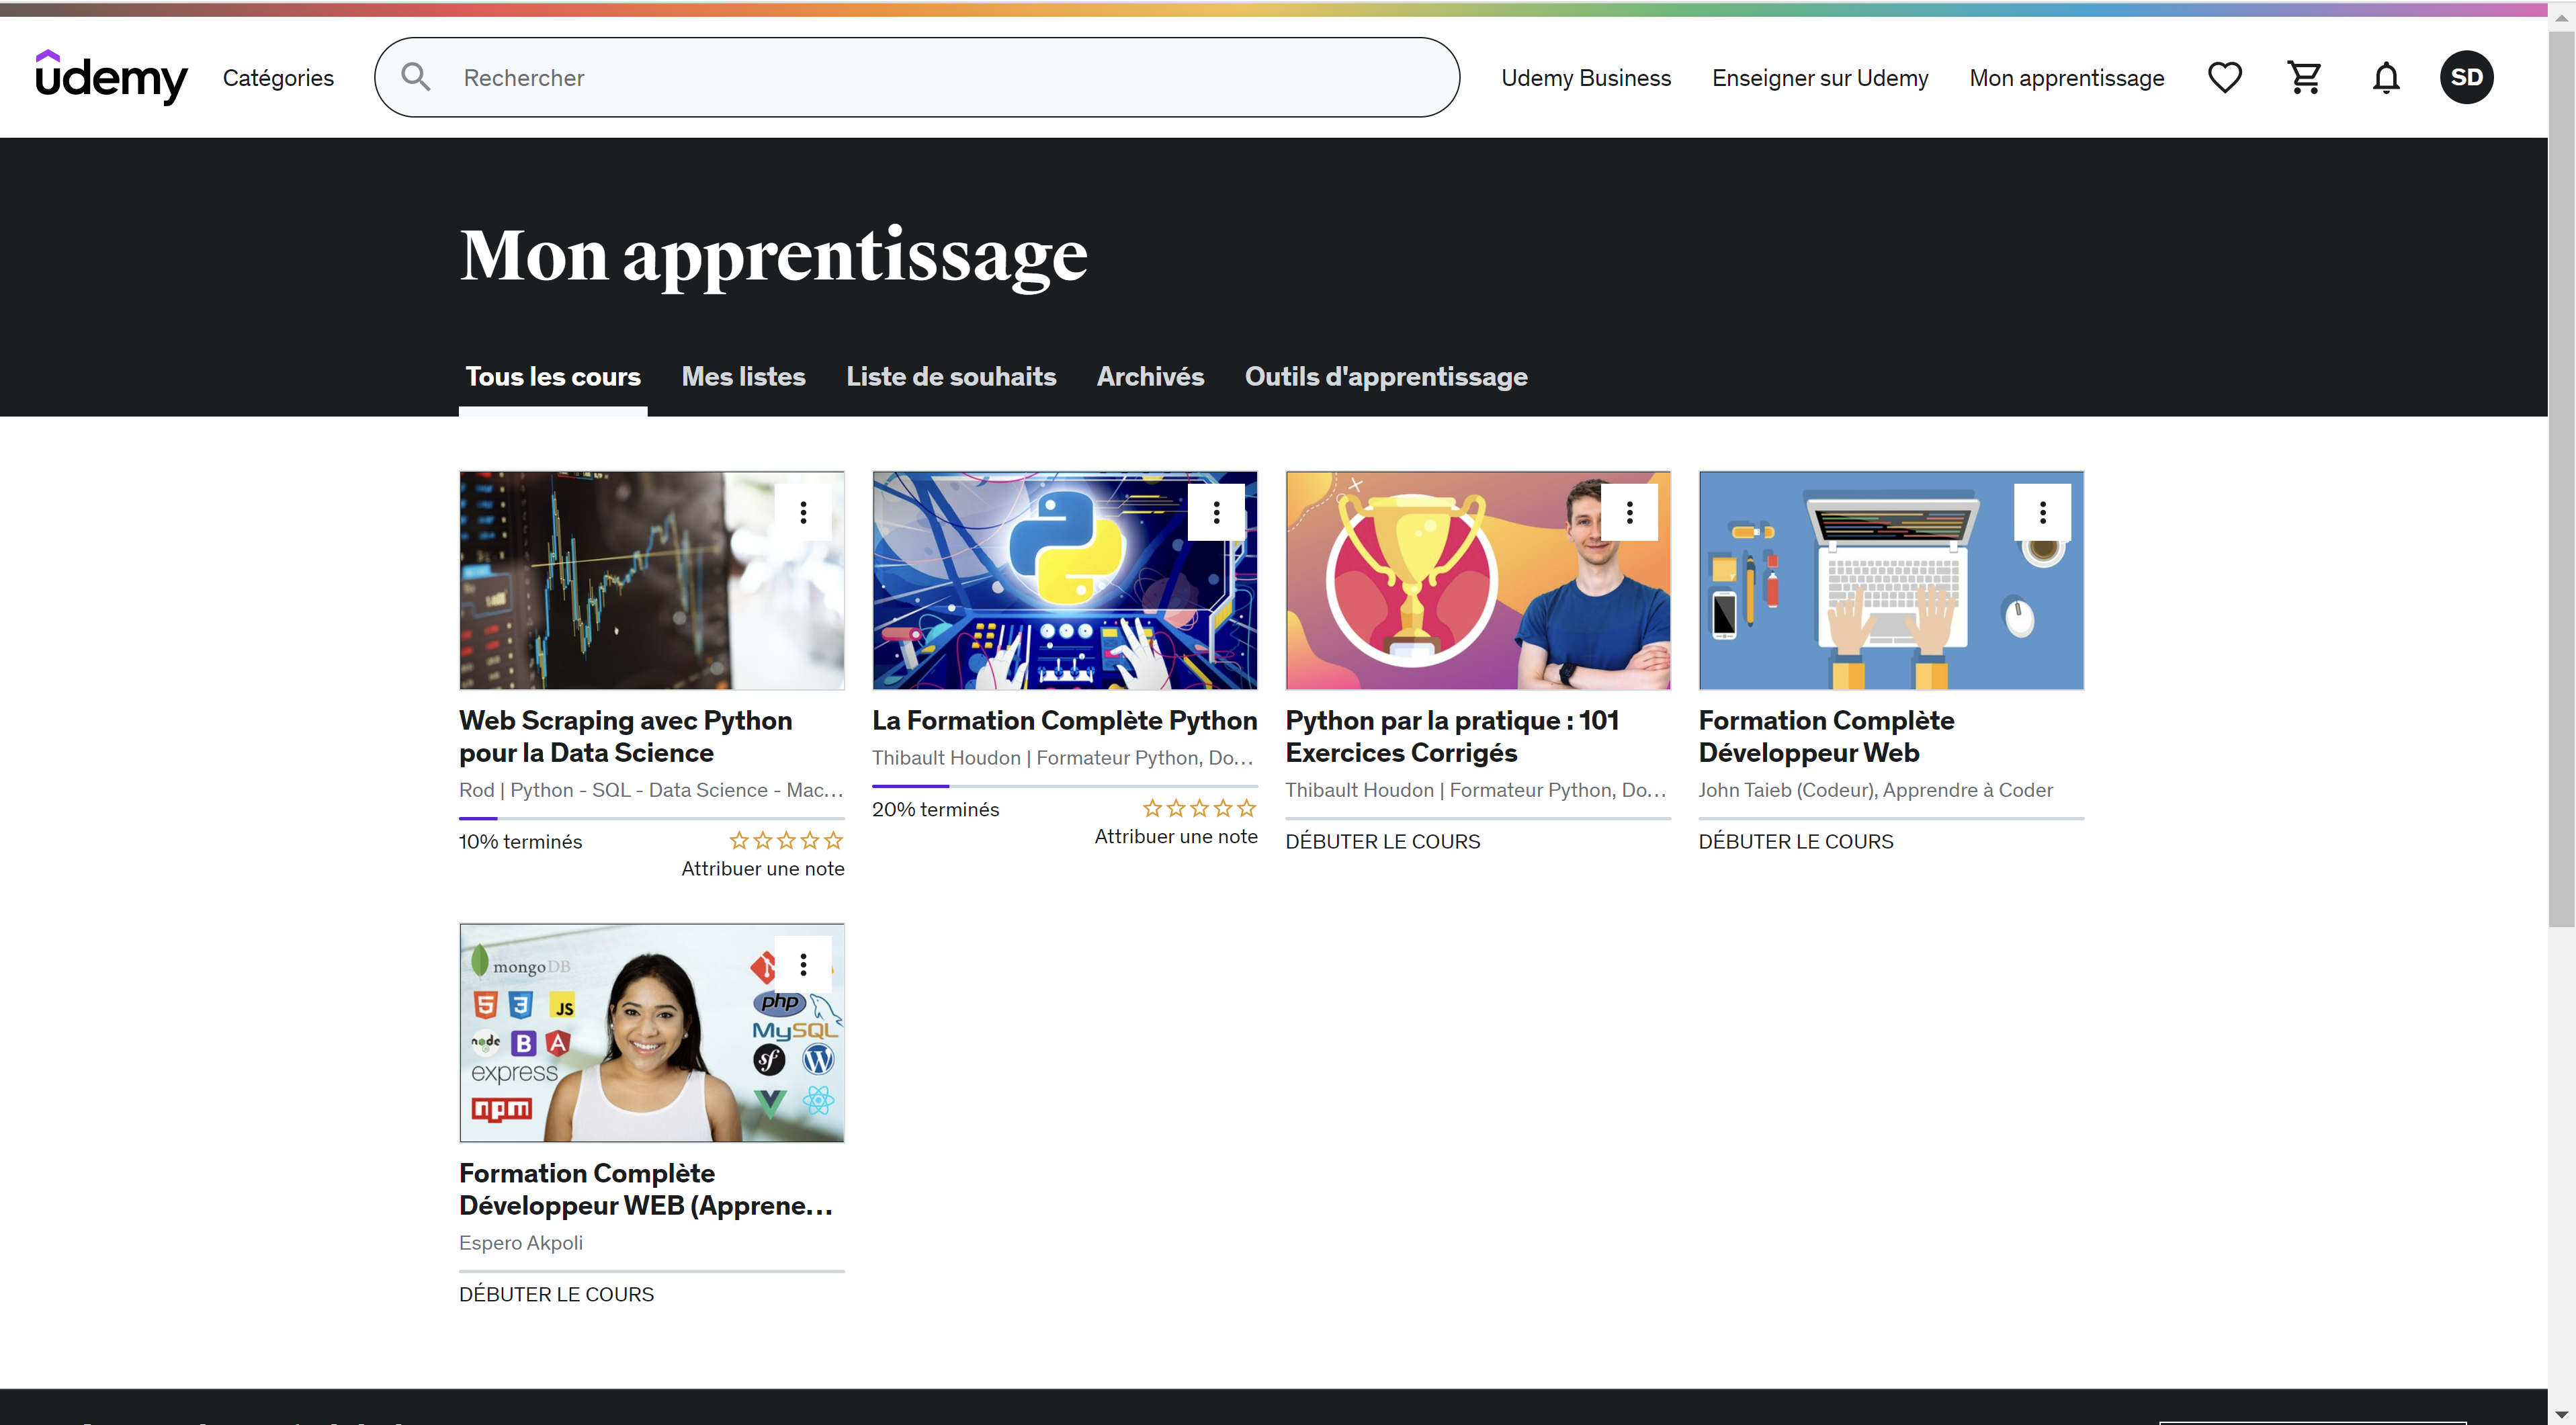 udemy
Catégories
Rechercher
Udemy Business
Enseigner sur Udemy
Mon apprentissage
SD
Mon apprentissage
Tous les cours
Mes listes
Liste de souhaits
Archivés
Outils d'apprentissage
Web Scraping avec Python
pour la Data Science
Rod | Python - SQL - Data Science - Mac...
10% terminés
Attribuer une note
La Formation Complète Python
Thibault Houdon | Formateur Python, Do...
20% terminés
Attribuer une note
Python par la pratique : 101
Exercices Corrigés
Thibault Houdon | Formateur Python, Do...
DÉBUTER LE COURS
Formation Complète
Développeur Web
John Taieb (Codeur), Apprendre à Coder
DÉBUTER LE COURS
mongoDB
5 3 JS
node B A
express
npm
php
MySQL
sf W
Formation Complète
Développeur WEB (Apprene...
Espero Akpoli
DÉBUTER LE COURS